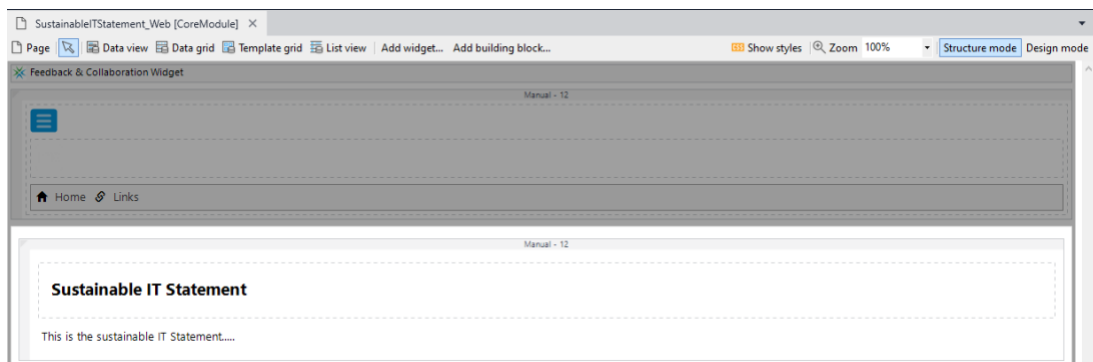 SustainableITStatement_Web [CoreModule] ×
Page Data view Data grid Template grid List view Add widget... Add building block... Show styles Zoom 100% Structure mode Design mode
Feedback & Collaboration Widget
Manual - 12
Home Links
Manual - 12
Sustainable IT Statement
This is the sustainable IT Statement.....